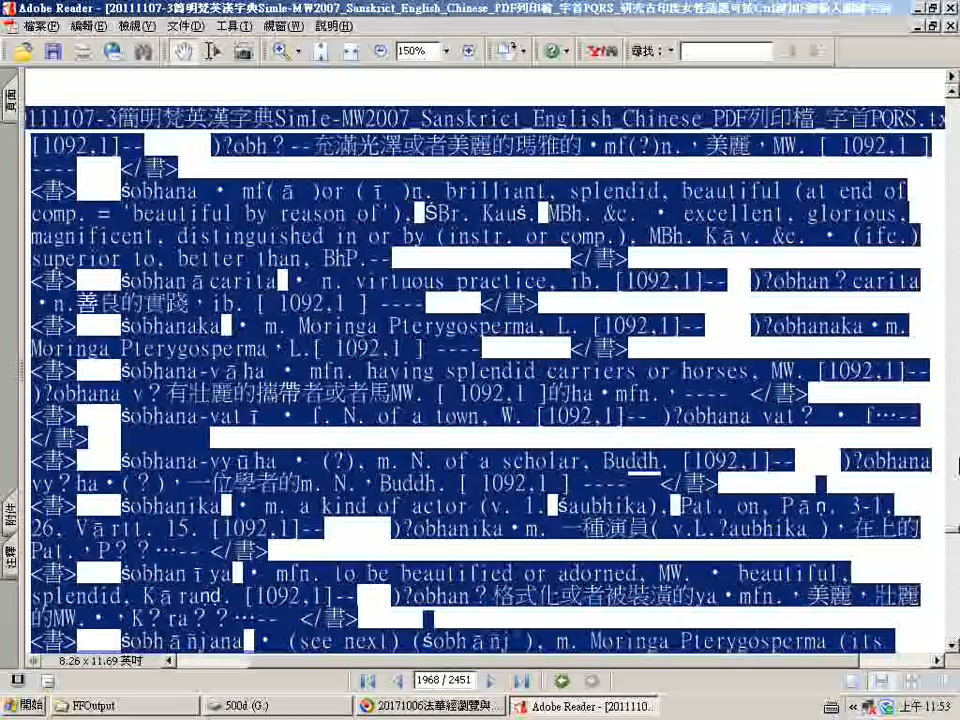 Adobe Reader - [20111107-3簡明梵英漢字典Simle-MW2007_Sanskrict_English_Chinese_PDF列印檔_字首PQRS_
檔案(F) 編輯(E) 檢視(V) 文件(D) 工具(T) 視窗(W) 說明(H)
150% 尋找:
頁面
111107-3簡明梵英漢字典Simle-MW2007_Sanskrict_English_Chinese_PDF列印檔_字首PQRS.tx
[1092,1]-- )?obh?--充滿光澤或者美麗的瑪雅的•mf(?)n.,美麗,MW. [ 1092,1 ]
---- </書>
<書> śobhana • mf(ā )or (ī )n. brilliant, splendid, beautiful (at end of
comp. = 'beautiful by reason of'), ŚBr. Kauś. MBh. &c. • excellent, glorious,
magnificent, distinguished in or by (instr. or comp.), MBh. Kāv. &c. • (ifc.)
superior to, better than, BhP.-- </書>
<書> śobhanācarita • n. virtuous practice, ib. [1092,1]-- )?obhan?carita
•n.善良的實踐,ib. [ 1092,1 ] ---- </書>
<書> śobhanaka • m. Moringa Pterygosperma, L. [1092,1]-- )?obhanaka•m.
Moringa Pterygosperma,L.[ 1092,1 ] ---- </書>
<書> śobhana-vāha • mfn. having splendid carriers or horses, MW. [1092,1]--
)?obhana v?有壯麗的攜帶者或者馬MW. [ 1092,1 ]的ha•mfn.,---- </書>
<書> śobhana-vatī • f. N. of a town, W. [1092,1]-- )?obhana vat? • f…--
</書>
<書> śobhana-vyūha • (?), m. N. of a scholar, Buddh. [1092,1]-- )?obhana
vy?ha•(?),一位學者的m. N.,Buddh. [ 1092,1 ] ---- </書>
<書> śobhanika • m. a kind of actor (v. l. śaubhika), Pat. on, Pāṇ. 3-1,
26, Vārtt. 15. [1092,1]-- )?obhanika•m. 一種演員( v.L.?aubhika ),在上的
Pat.,P??…-- </書>
<書> śobhanīya • mfn. to be beautified or adorned, MW. • beautiful,
splendid, Kāraṇḍ. [1092,1]-- )?obhan?格式化或者被裝潢的ya•mfn.,美麗,壯麗
的MW.•,K?ra??…-- </書>
<書> śobhāñjana • (see next) (śobhāñj ), m. Moringa Pterygosperma (its
附件
注釋
8.26 x 11.69 英吋
1968 / 2451
開始 FFOutput 500d (G:) 20171006法華經瀏覽與... Adobe Reader - [2011110... 上午 11:53